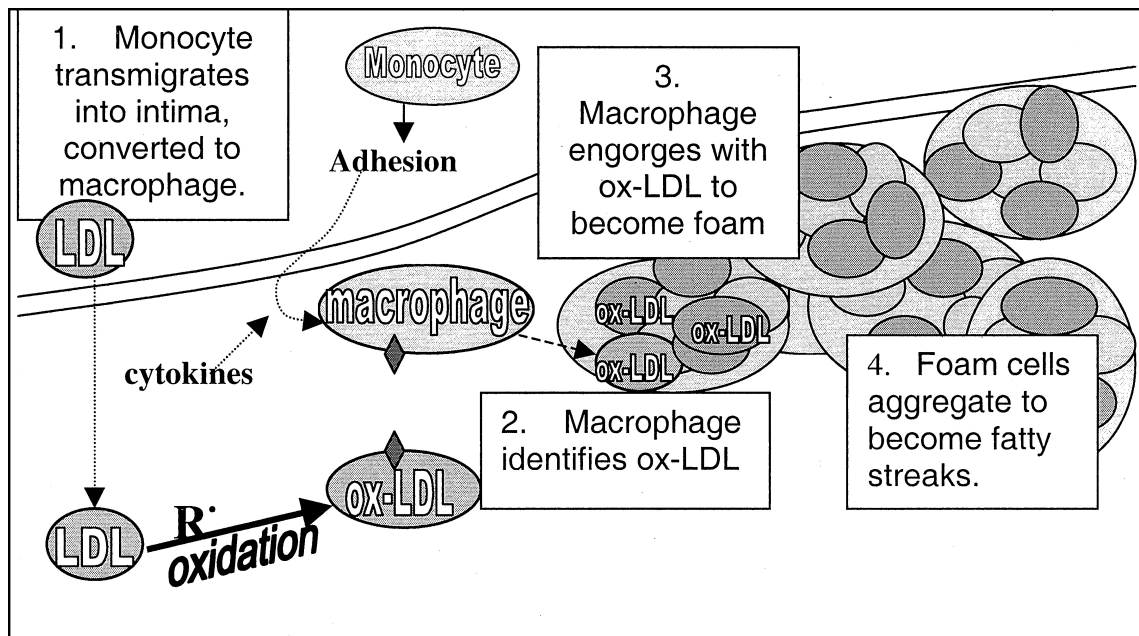 1. Monocyte
transmigrates
into intima,
converted to
macrophage.
LDL
Monocyte
Adhesion
3.
Macrophage
engorges with
ox-LDL to
become foam
macrophage
cytokines
ox-LDL
ox-LDL
ox-LDL
2. Macrophage
identifies ox-LDL
4. Foam cells
aggregate to
become fatty
streaks.
ox-LDL
LDL
R·
oxidation